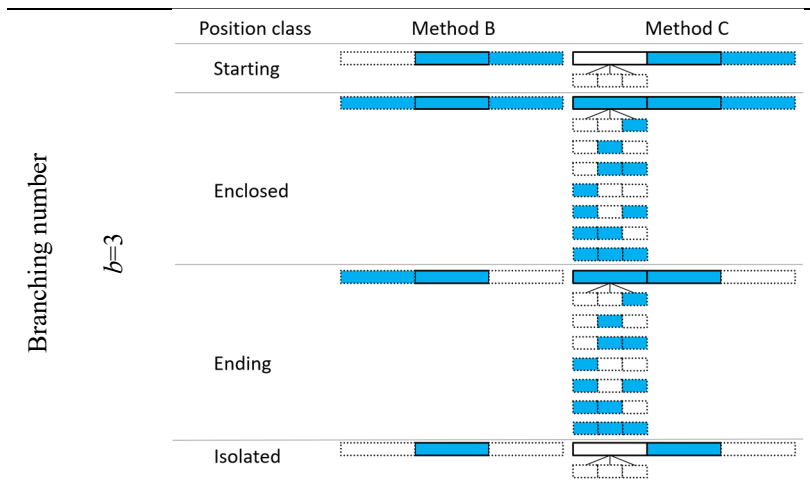 Position class Method B Method C
Starting
Enclosed
Ending
Isolated
Branching number
b=3